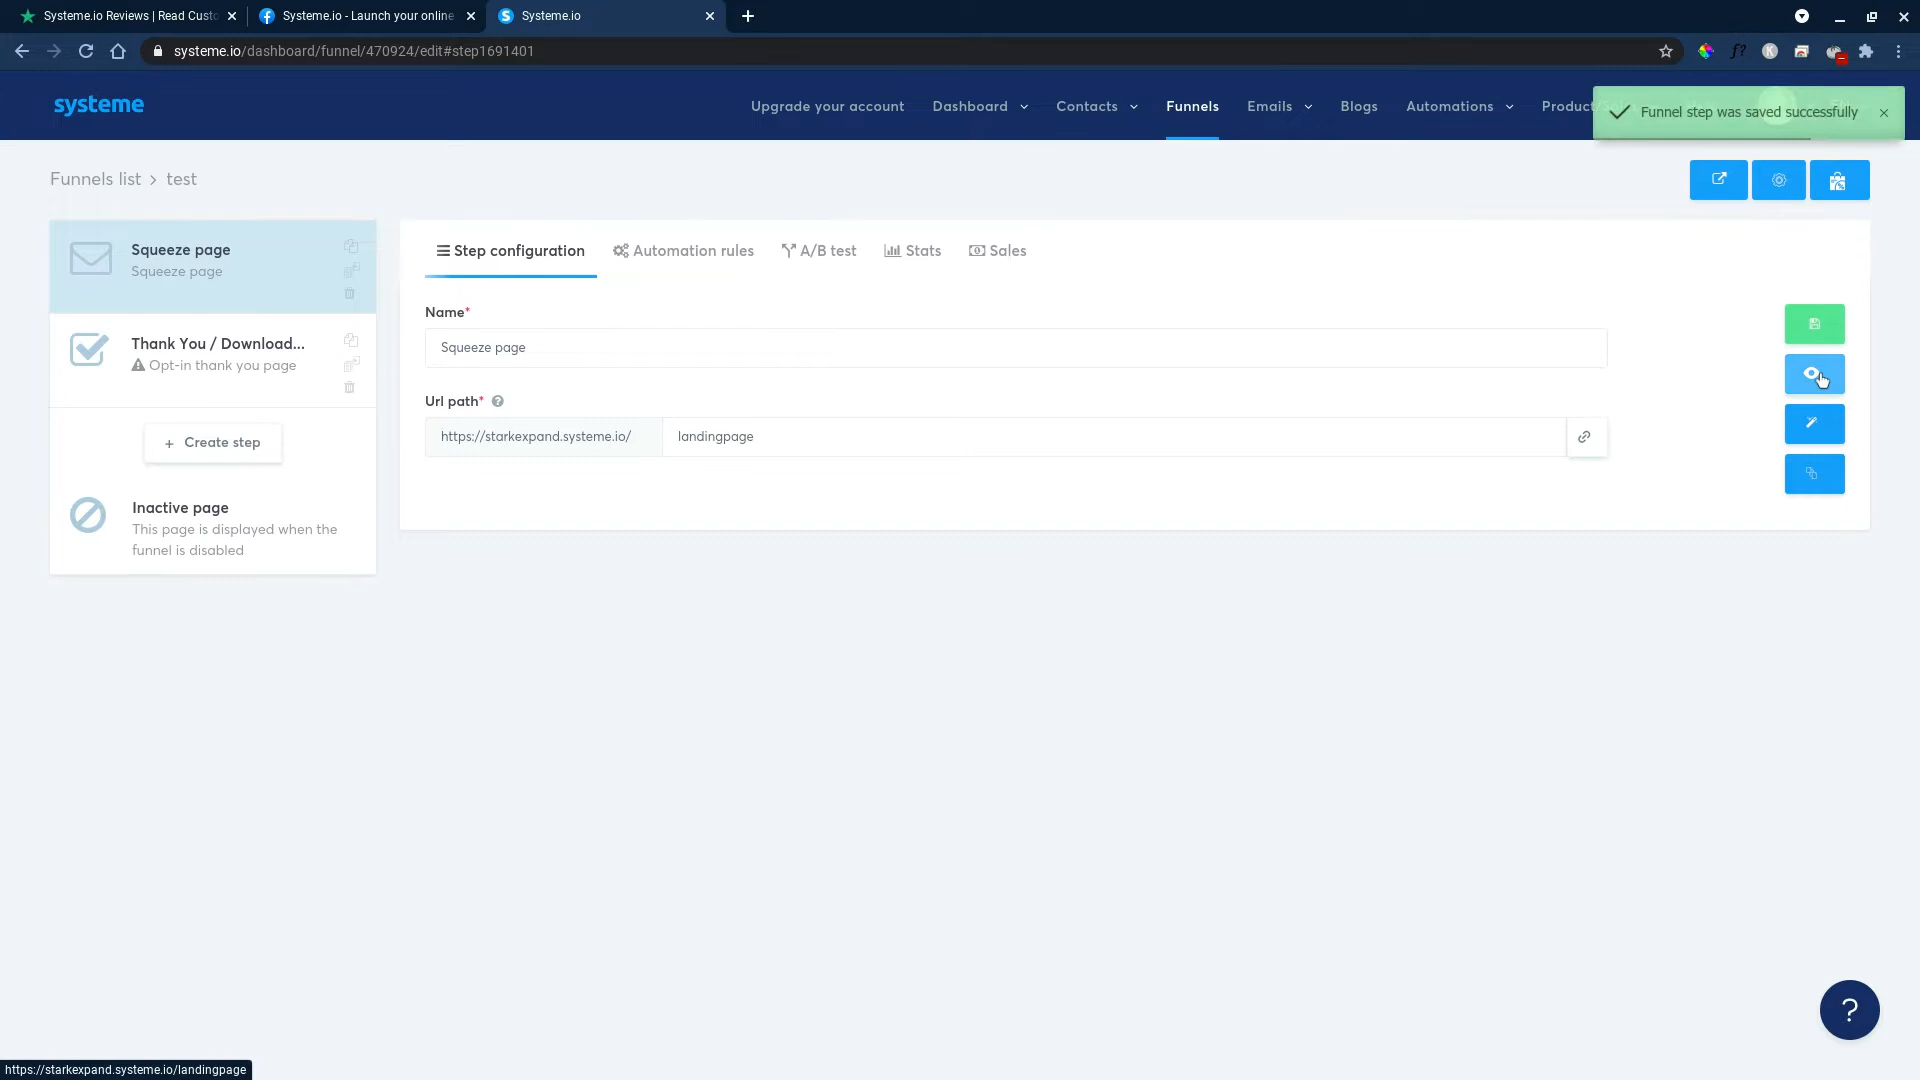 Systeme.io Reviews | Read Custo
Systeme.io - Launch your online
Systeme.io
systeme.io/dashboard/funnel/470924/edit#step1691401
systeme
Upgrade your account
Dashboard
Contacts
Funnels
Emails
Blogs
Automations
Product
Funnel step was saved successfully
Funnels list > test
Squeeze page
Squeeze page
Thank You / Download...
Opt-in thank you page
+ Create step
Inactive page
This page is displayed when the
funnel is disabled
Step configuration
Automation rules
A/B test
Stats
Sales
Name*
Squeeze page
Url path* ?
https://starkexpand.systeme.io/
landingpage
?
https://starkexpand.systeme.io/landingpage